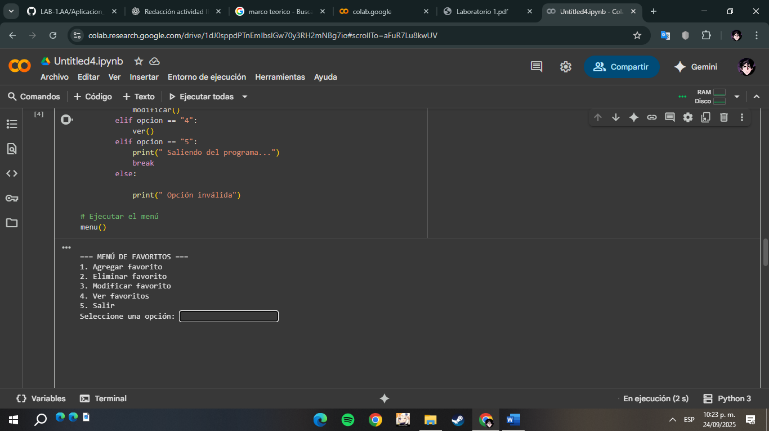 LAB-1.AA/Aplicacion
Redacción actividad II
marco teorico - Busc
colab.google
Laboratorio 1.pdf
Untitled4.ipynb - Col
colab.research.google.com/drive/
Untitled4.ipynb
Archivo Editar Ver Insertar Entorno de ejecución Herramientas Ayuda
Compartir
Gemini
Comandos + Código + Texto Ejecutar todas
RAM
Disco
[4]
modificar()
elif opcion == "4":
ver()
elif opcion == "5":
print(" Saliendo del programa...")
break
else:
print(" Opción inválida")
# Ejecutar el menú
menu()
--- MENÚ DE FAVORITOS ---
1. Agregar favorito
2. Eliminar favorito
3. Modificar favorito
4. Ver favoritos
5. Salir
Seleccione una opción:
Variables Terminal
En ejecución (2 s) Python 3
ESP
10:23 p. m.
24/09/2025